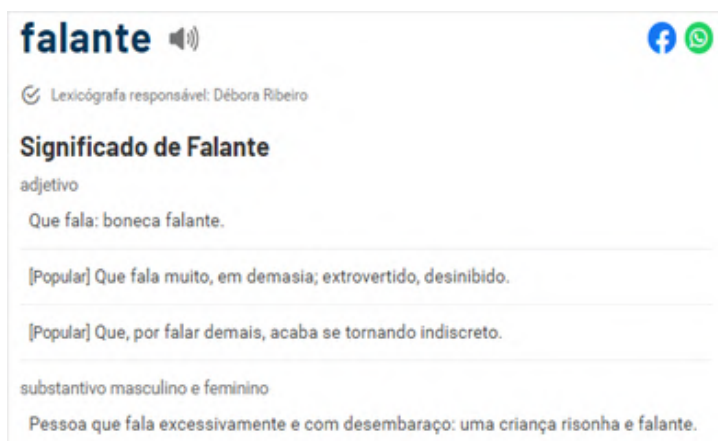 falante
Lexicógrafa responsável: Débora Ribeiro
Significado de Falante
adjetivo
Que fala: boneca falante.
[Popular] Que fala muito, em demasia; extrovertido, desinibido.
[Popular] Que, por falar demais, acaba se tornando indiscreto.
substantivo masculino e feminino
Pessoa que fala excessivamente e com desembaraço: uma criança risonha e falante.